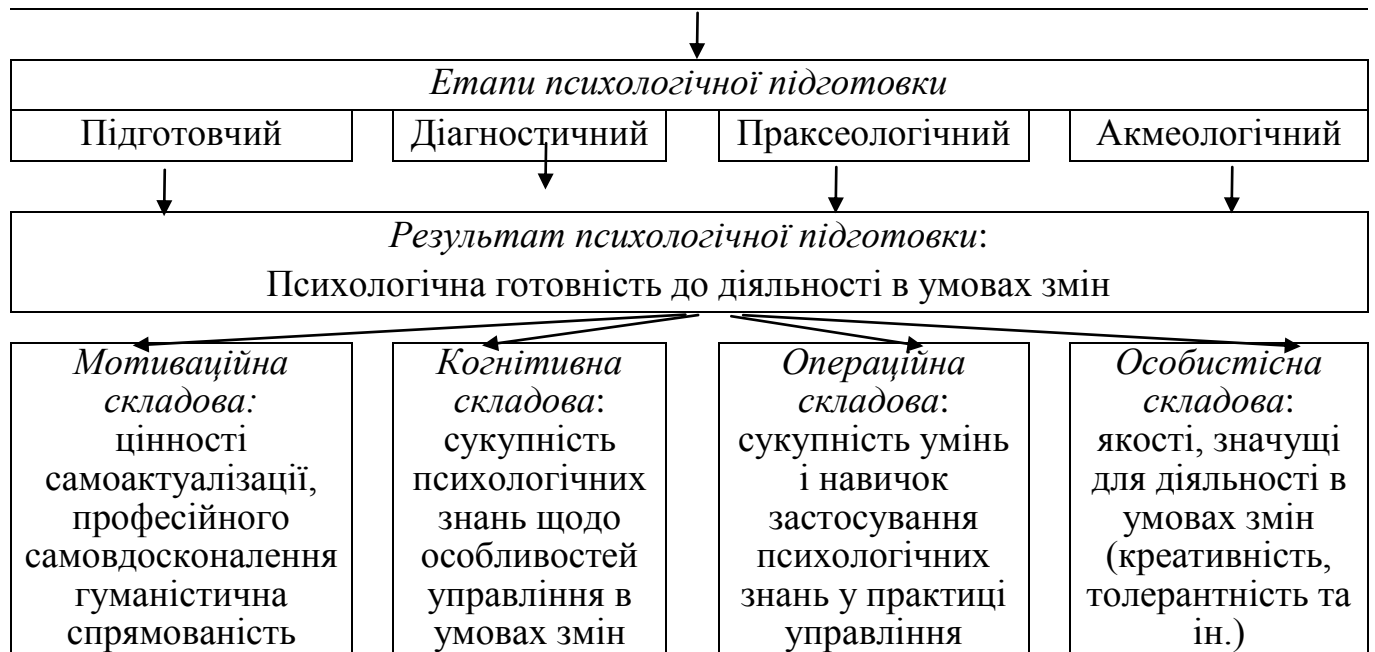 Етапи психологічної підготовки
Підготовчий
Діагностичний
Праксеологічний
Акмеологічний
Результат психологічної підготовки:
Психологічна готовність до діяльності в умовах змін
Мотиваційна
складова:
цінності
самоактуалізації,
професійного
самовдосконалення
гуманістична
спрямованість
Когнітивна
складова:
сукупність
психологічних
знань щодо
особливостей
управління в
умовах змін
Операційна
складова:
сукупність умінь
і навичок
застосування
психологічних
знань у практиці
управління
Особистісна
складова:
якості, значущі
для діяльності в
умовах змін
(креативність,
толерантність та
ін.)